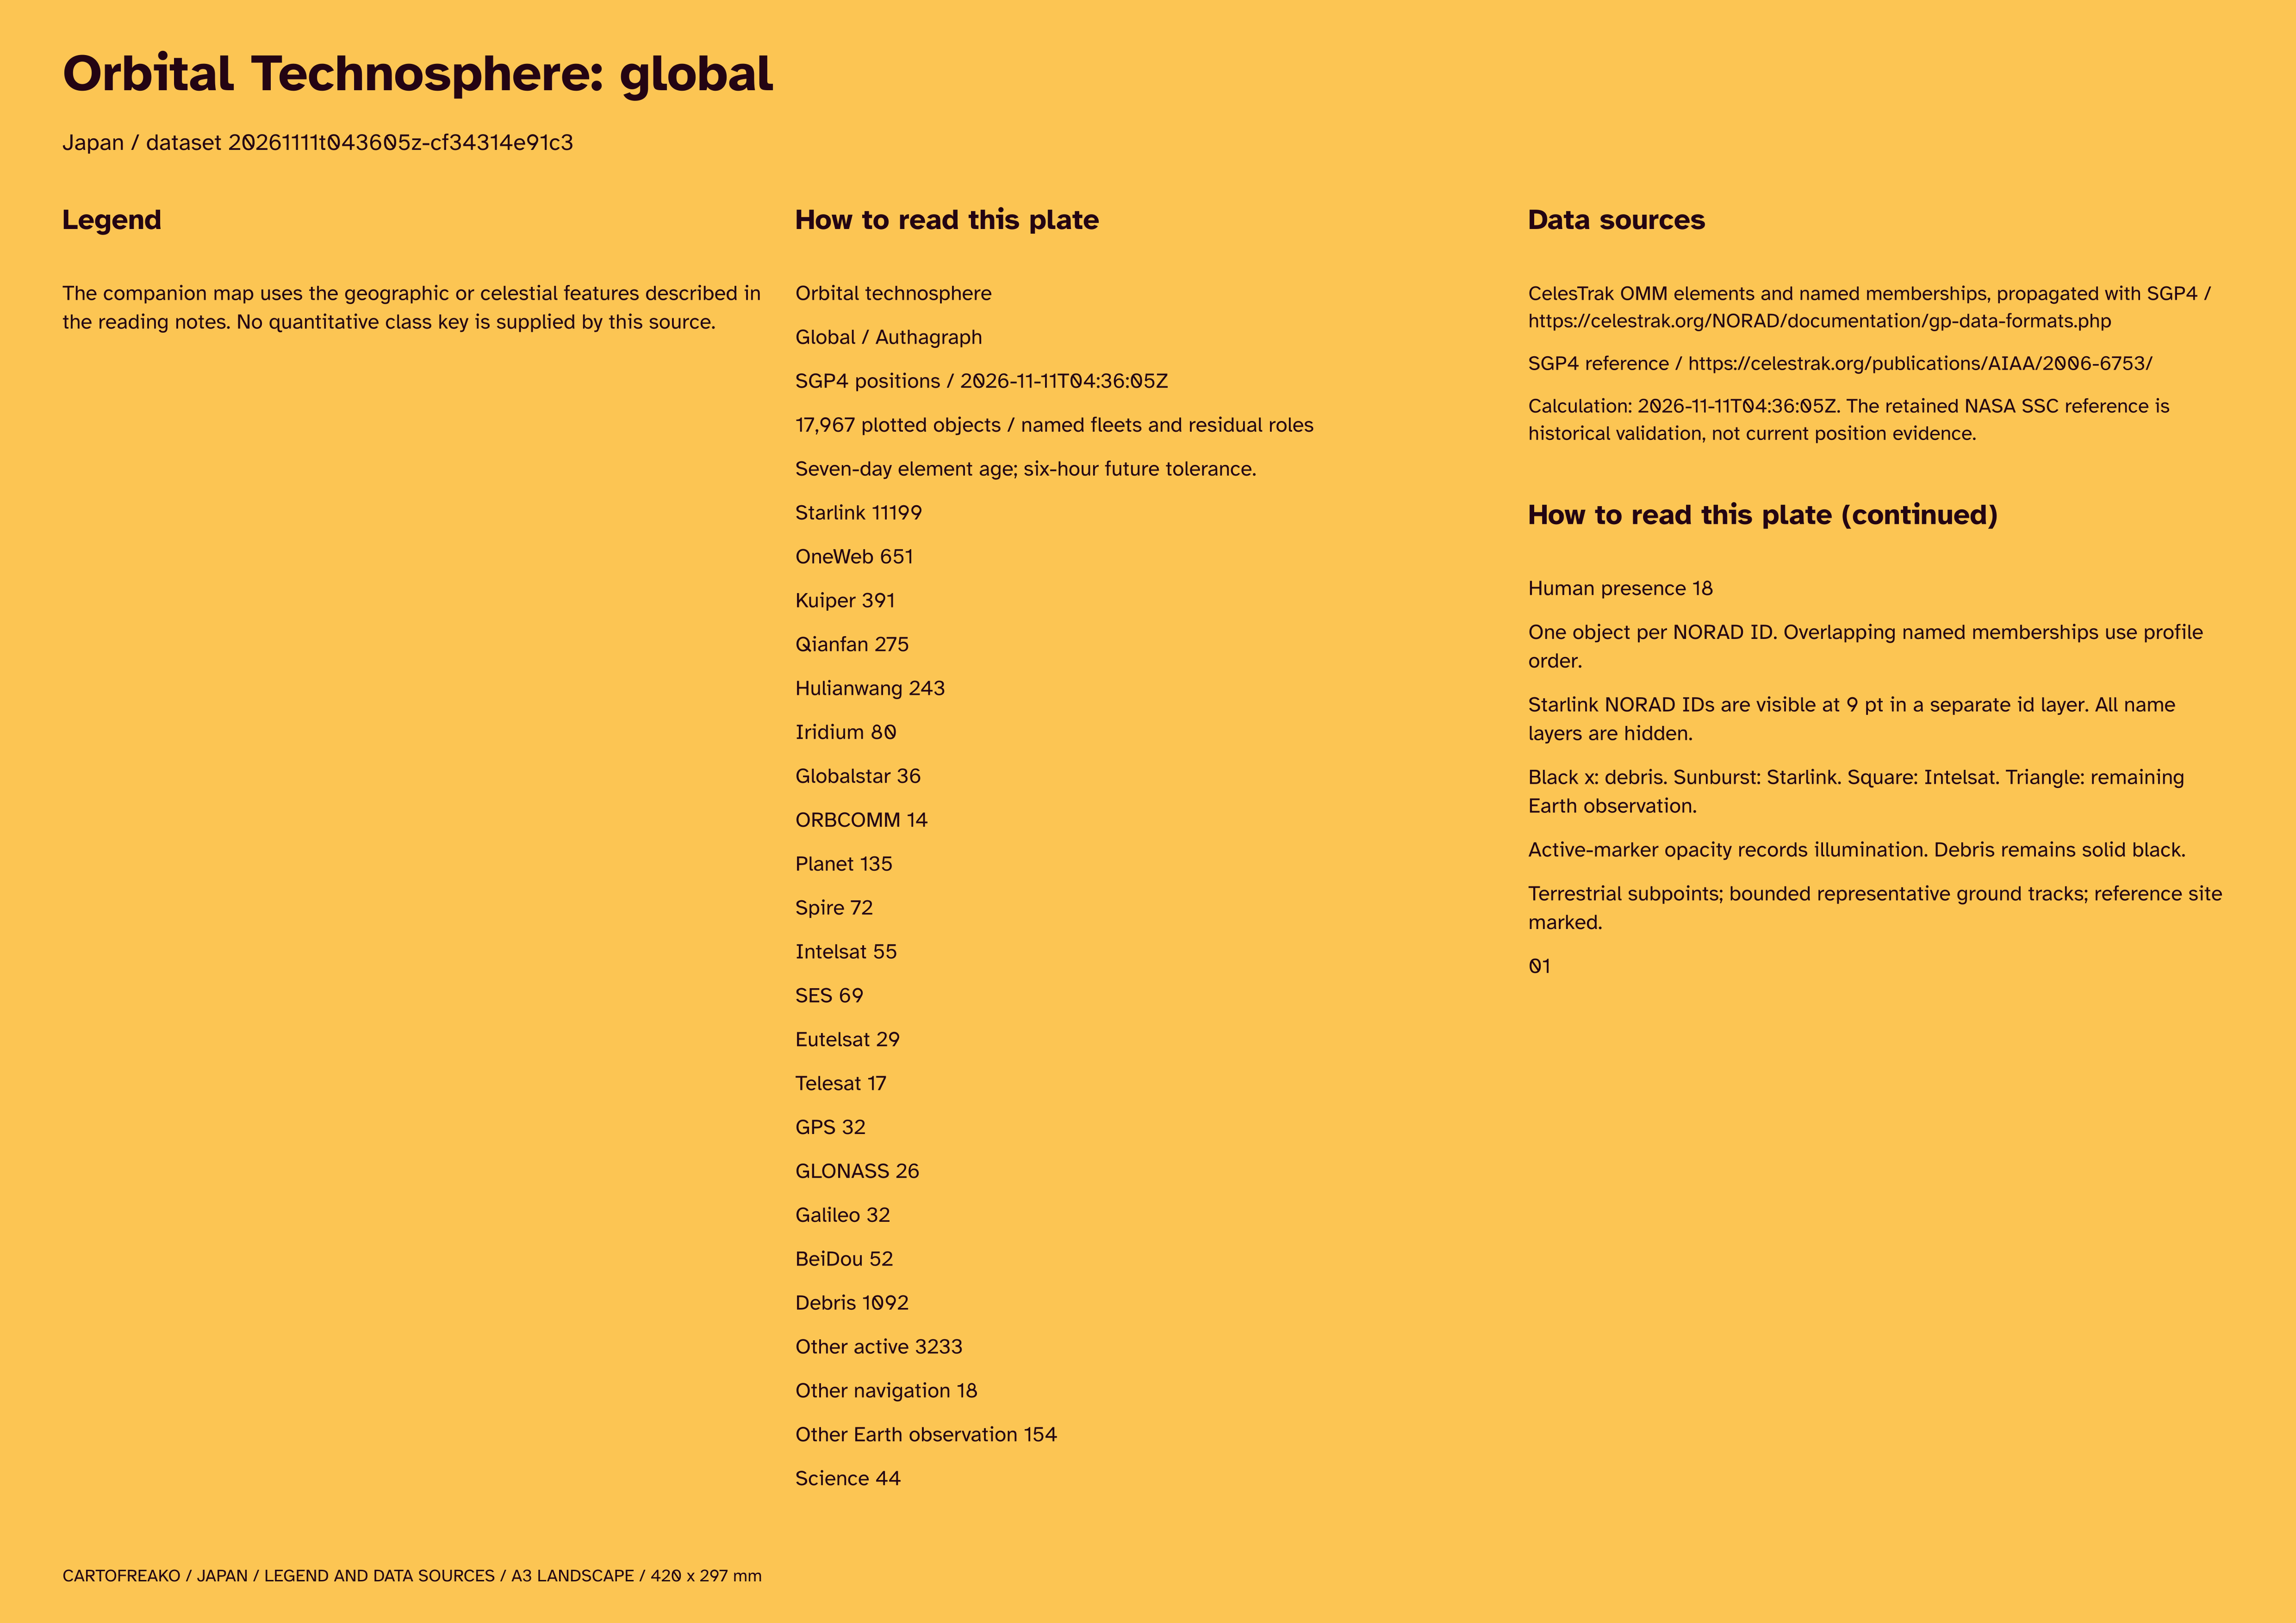 Orbital Technosphere: global
Japan / dataset 20261111t043605z-cf34314e91c3
Legend
The companion map uses the geographic or celestial features described in
the reading notes. No quantitative class key is supplied by this source.
How to read this plate
Orbital technosphere
Global / Authagraph
SGP4 positions / 2026-11-11T04:36:05Z
17,967 plotted objects / named fleets and residual roles
Seven-day element age; six-hour future tolerance.
Starlink 11199
OneWeb 651
Kuiper 391
Qianfan 275
Hulianwang 243
Iridium 80
Globalstar 36
ORBCOMM 14
Planet 135
Spire 72
Intelsat 55
SES 69
Eutelsat 29
Telesat 17
GPS 32
GLONASS 26
Galileo 32
BeiDou 52
Debris 1092
Other active 3233
Other navigation 18
Other Earth observation 154
Science 44
Data sources
CelesTrak OMM elements and named memberships, propagated with SGP4 /
https://celestrak.org/NORAD/documentation/gp-data-formats.php
SGP4 reference / https://celestrak.org/publications/AIAA/2006-6753/
Calculation: 2026-11-11T04:36:05Z. The retained NASA SSC reference is
historical validation, not current position evidence.
How to read this plate (continued)
Human presence 18
One object per NORAD ID. Overlapping named memberships use profile
order.
Starlink NORAD IDs are visible at 9 pt in a separate id layer. All name
layers are hidden.
Black x: debris. Sunburst: Starlink. Square: Intelsat. Triangle: remaining
Earth observation.
Active-marker opacity records illumination. Debris remains solid black.
Terrestrial subpoints; bounded representative ground tracks; reference site
marked.
01
CARTOFREAKO / JAPAN / LEGEND AND DATA SOURCES / A3 LANDSCAPE / 420 x 297 mm